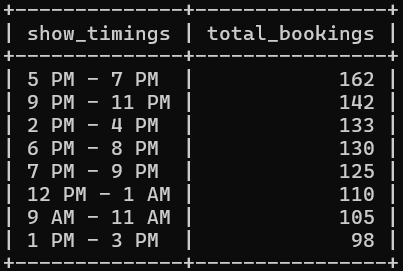 +--------------+----------------+
| show_timings | total_bookings |
+--------------+----------------+
| 5 PM - 7 PM  |            162 |
| 9 PM - 11 PM |            142 |
| 2 PM - 4 PM  |            133 |
| 6 PM - 8 PM  |            130 |
| 7 PM - 9 PM  |            125 |
| 12 PM - 1 AM |            110 |
| 9 AM - 11 AM |            105 |
| 1 PM - 3 PM  |             98 |
+--------------+----------------+